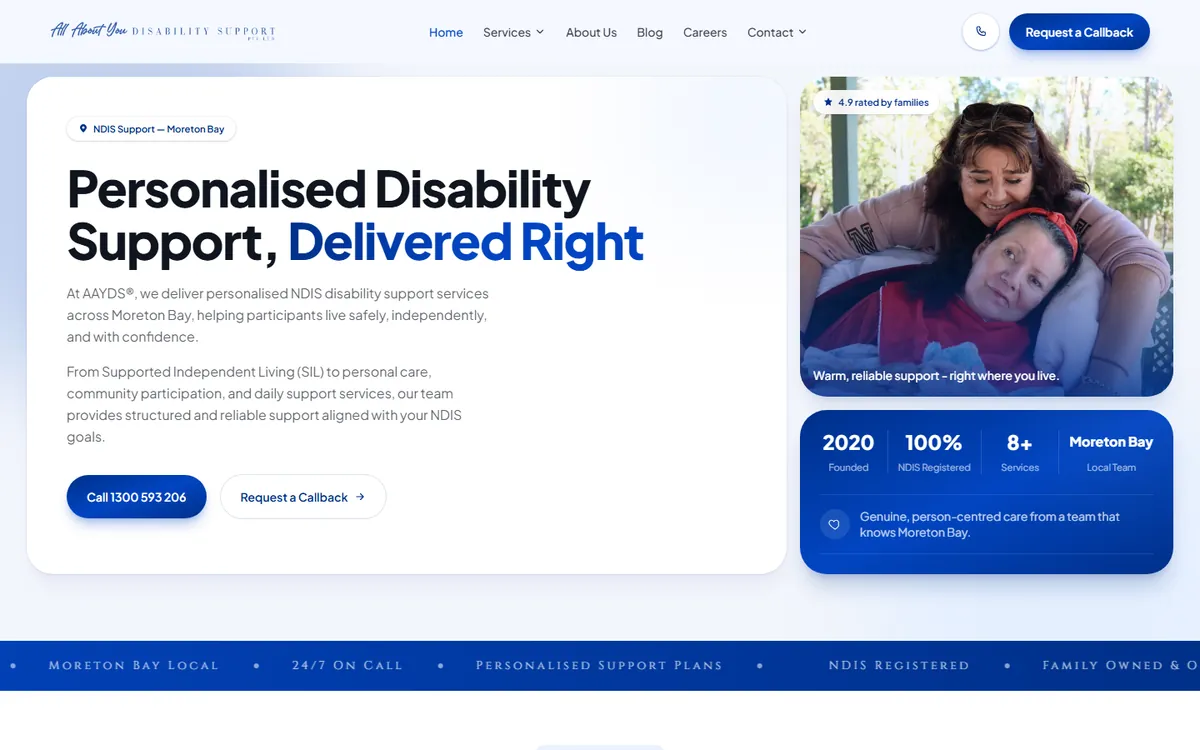 All About You DISABILITY SUPPORT
PTY LTD
Home
Services
About Us
Blog
Careers
Contact
Request a Callback
NDIS Support — Moreton Bay
Personalised Disability
Support, Delivered Right
At AAYDS®, we deliver personalised NDIS disability support services
across Moreton Bay, helping participants live safely, independently,
and with confidence.
From Supported Independent Living (SIL) to personal care,
community participation, and daily support services, our team
provides structured and reliable support aligned with your NDIS
goals.
Call 1300 593 206
Request a Callback →
★ 4.9 rated by families
N
Warm, reliable support - right where you live.
2020
Founded
100%
NDIS Registered
8+
Services
Moreton Bay
Local Team
Genuine, person-centred care from a team that
knows Moreton Bay.
• Moreton Bay Local • 24/7 On Call • Personalised Support Plans • NDIS Registered • Family Owned & O